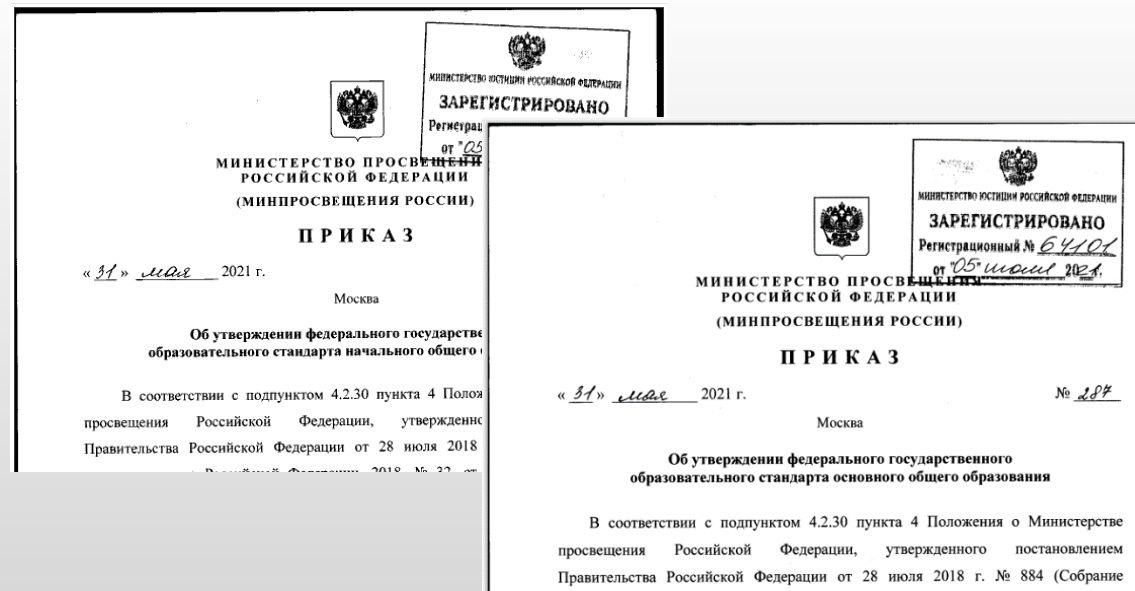 МИНИСТЕРСТВО ЮСТИЦИИ РОССИЙСКОЙ ФЕДЕРАЦИИ
ЗАРЕГИСТРИРОВАНО
от "05
МИНИСТЕРСТВО
РОССИЙСКОЙ ФЕДЕРАЦИИ
(МИНПРОСВЕЩЕНИЯ РОССИИ)
ПРИКАЗ
« 31 » мая 2021 г.
Москва
Об утверждении федерального
образовательного стандарта начального общего
В соответствии с подпунктом 4.2.30 пункта 4
просвещения Российской Федерации,
Правительства Российской Федерации от 28 июля 2018
МИНИСТЕРСТВО ЮСТИЦИИ РОССИЙСКОЙ ФЕДЕРАЦИИ
ЗАРЕГИСТРИРОВАНО
Регистрационный № 64101
от "05" июля 2021.
МИНИСТЕРСТВО ПРОСВЕЩЕНИЯ
РОССИЙСКОЙ ФЕДЕРАЦИИ
(МИНПРОСВЕЩЕНИЯ РОССИИ)
ПРИКАЗ
« 31 » мая 2021 г. № 287
Москва
Об утверждении федерального государственного
образовательного стандарта основного общего образования
В соответствии с подпунктом 4.2.30 пункта 4 Положения о Министерстве
просвещения Российской Федерации, утвержденного постановлением
Правительства Российской Федерации от 28 июля 2018 г. № 884 (Собрание